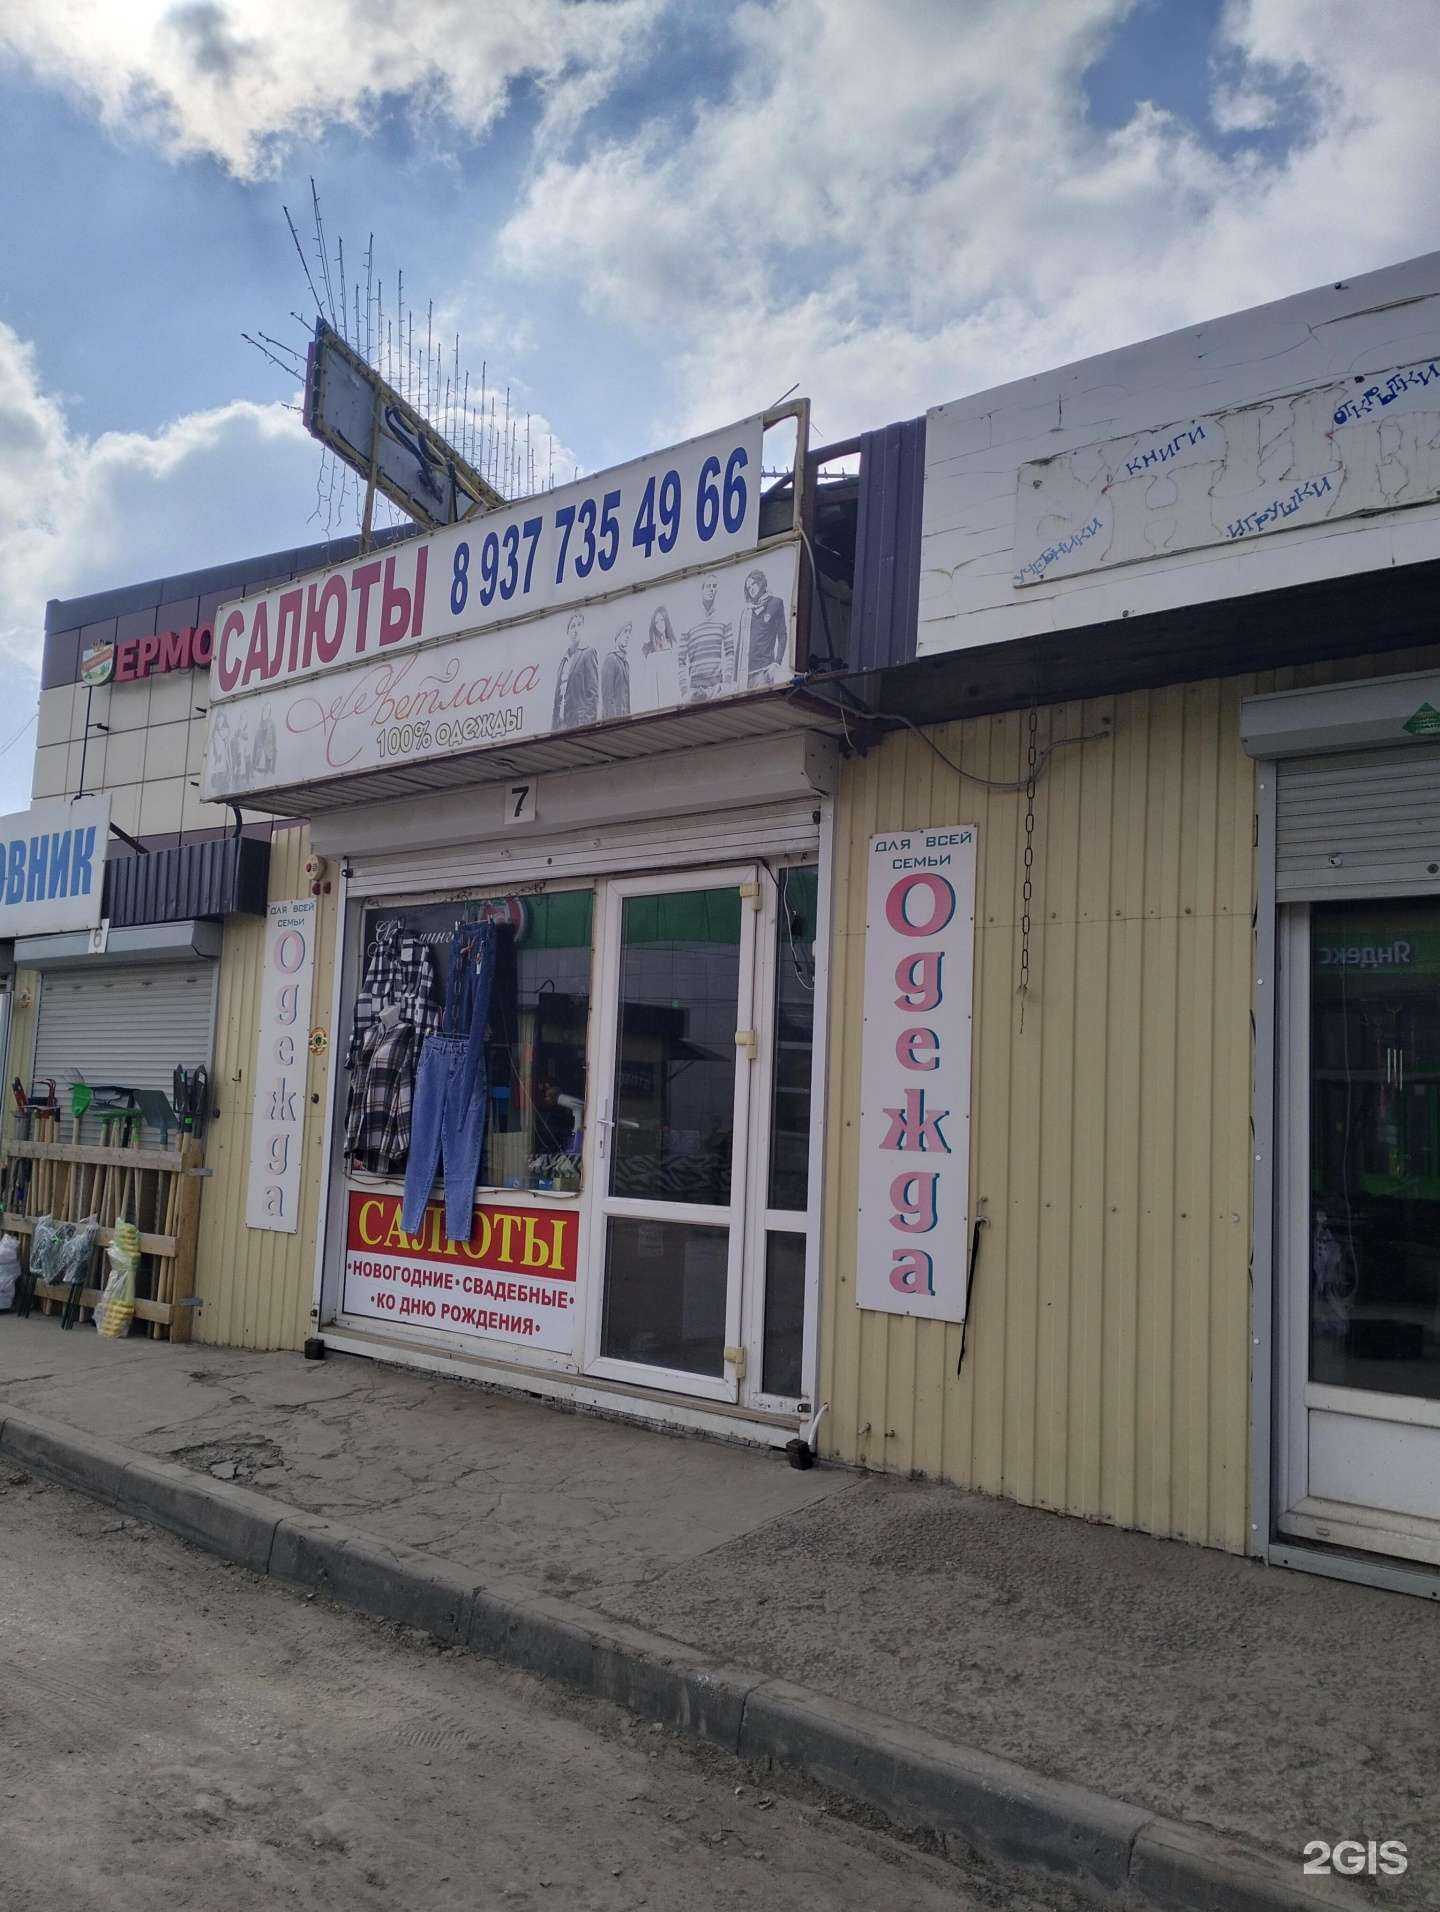 САЛЮТЫ 8 937 735 49 66
Светлана
100% одежды
ЕРМО
ОВНИК
6
7
КНИГИ
ОТКРЫТКИ
УЧЕБНИКИ
ИГРУШКИ
ДЛЯ ВСЕЙ
СЕМЬИ
Одежда
ДЛЯ ВСЕЙ
СЕМЬИ
Одежда
САЛЮТЫ
•НОВОГОДНИЕ•СВАДЕБНЫЕ•
•КО ДНЮ РОЖДЕНИЯ•
Яндекс
2GIS